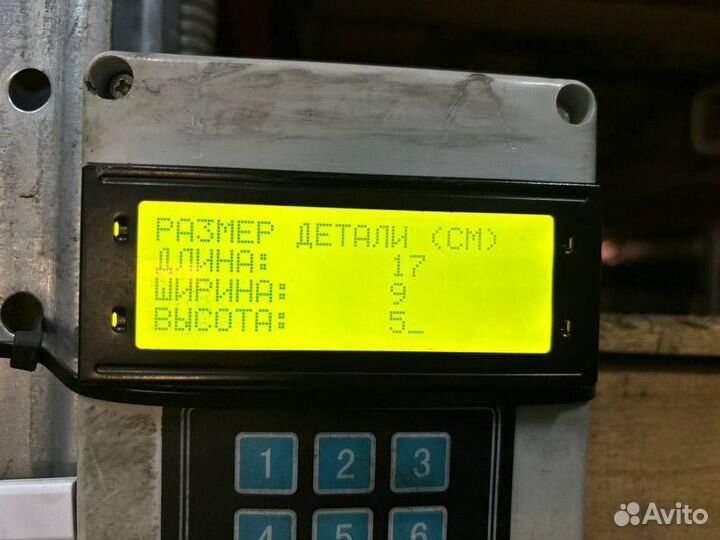 РАЗМЕР ДЕТАЛИ (СМ)
ДЛИНА: 17
ШИРИНА: 9
ВЫСОТА: 5_
1 2 3
4 5 6
Avito